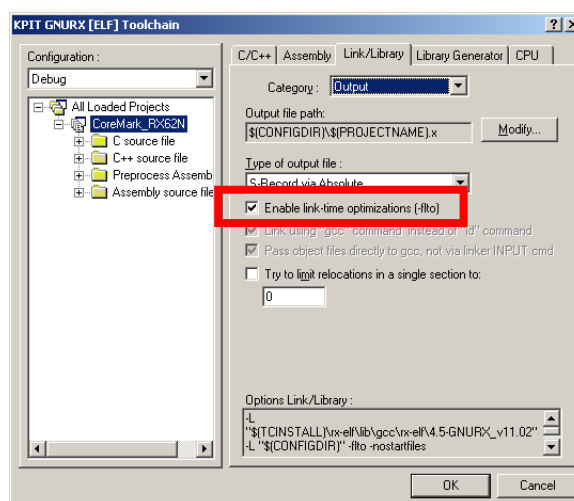 KPIT GNURX [ELF] Toolchain
Configuration :
Debug
All Loaded Projects
CoreMark_RX62N
C source file
C++ source file
Preprocess Assemb
Assembly source file
C/C++ Assembly Link/Library Library Generator CPU
Category : Output
Output file path:
$(CONFIGDIR)\$(PROJECTNAME).x
Modify...
Type of output file :
S-Record via Absolute
Enable link-time optimizations (-flto)
Link using "gcc" command instead of "ld" command
Pass object files directly to gcc, not via linker INPUT cmd
Try to limit relocations in a single section to:
0
Options Link/Library :
-L
"$(TCINSTALL)\rx-elf\lib\gcc\rx-elf\4.5-GNURX_v11.02"
-L "$(CONFIGDIR)" -flto -nostartfiles
OK Cancel